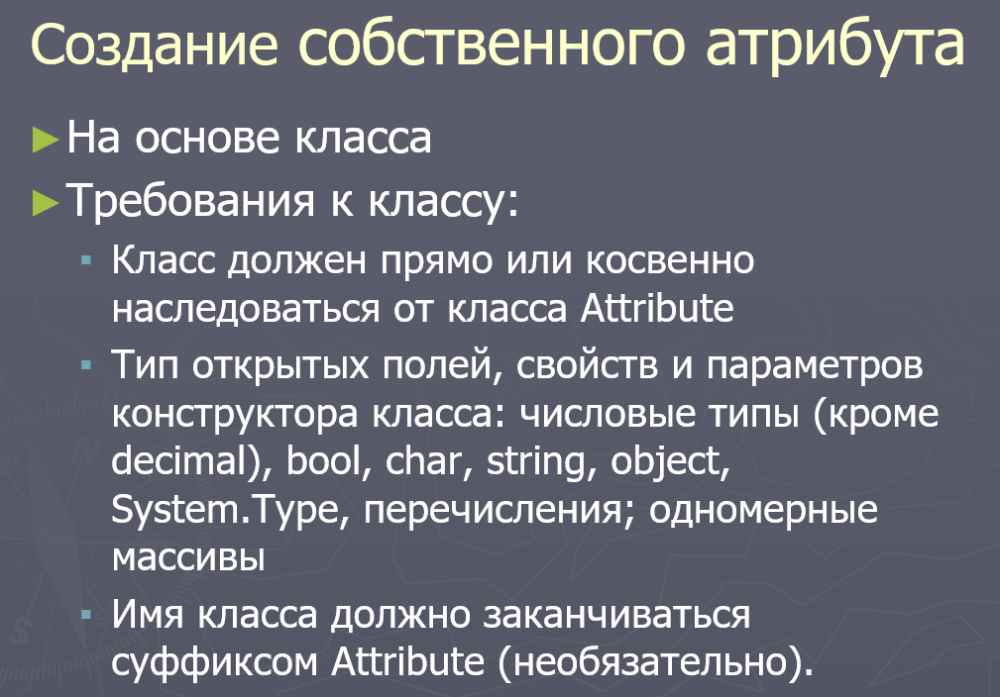 Создание собственного атрибута
►На основе класса
►Требования к классу:
▪ Класс должен прямо или косвенно
наследоваться от класса Attribute
▪ Тип открытых полей, свойств и параметров
конструктора класса: числовые типы (кроме
decimal), bool, char, string, object,
System.Type, перечисления; одномерные
массивы
▪ Имя класса должно заканчиваться
суффиксом Attribute (необязательно).
N
S